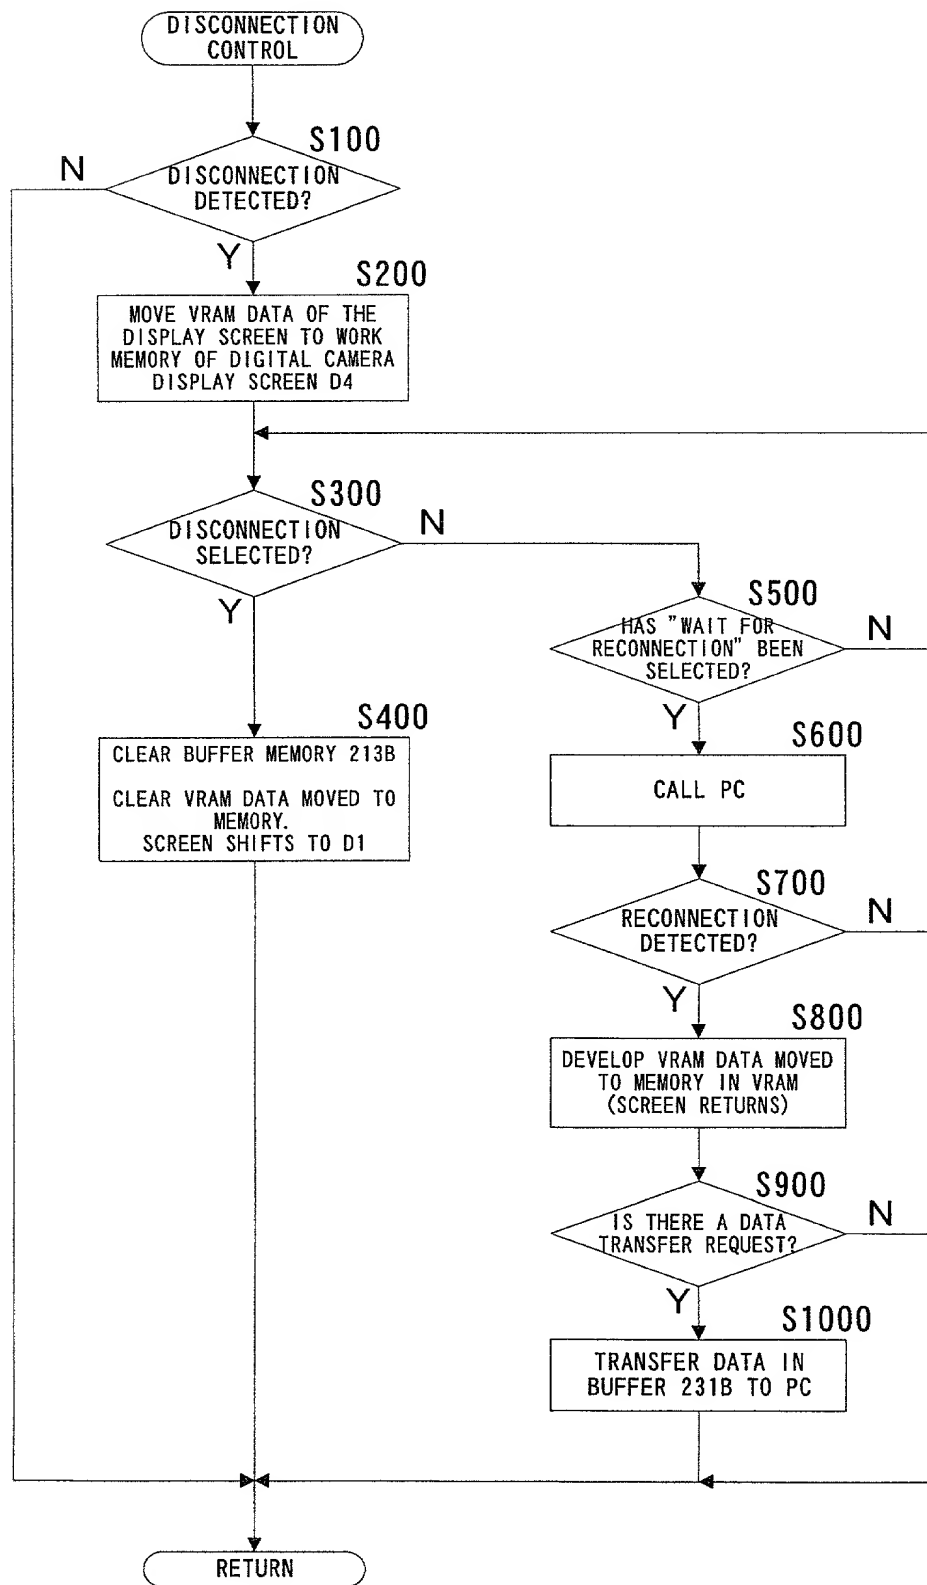 DISCONNECTION
CONTROL
S100
N
DISCONNECTION
DETECTED?
Y
S200
MOVE VRAM DATA OF THE
DISPLAY SCREEN TO WORK
MEMORY OF DIGITAL CAMERA
DISPLAY SCREEN D4
S300
DISCONNECTION
SELECTED?
N
Y
S500
HAS "WAIT FOR
RECONNECTION" BEEN
SELECTED?
N
Y
S400
CLEAR BUFFER MEMORY 213B
CLEAR VRAM DATA MOVED TO
MEMORY.
SCREEN SHIFTS TO D1
S600
CALL PC
S700
RECONNECTION
DETECTED?
N
Y
S800
DEVELOP VRAM DATA MOVED
TO MEMORY IN VRAM
(SCREEN RETURNS)
S900
IS THERE A DATA
TRANSFER REQUEST?
N
Y
S1000
TRANSFER DATA IN
BUFFER 231B TO PC
RETURN